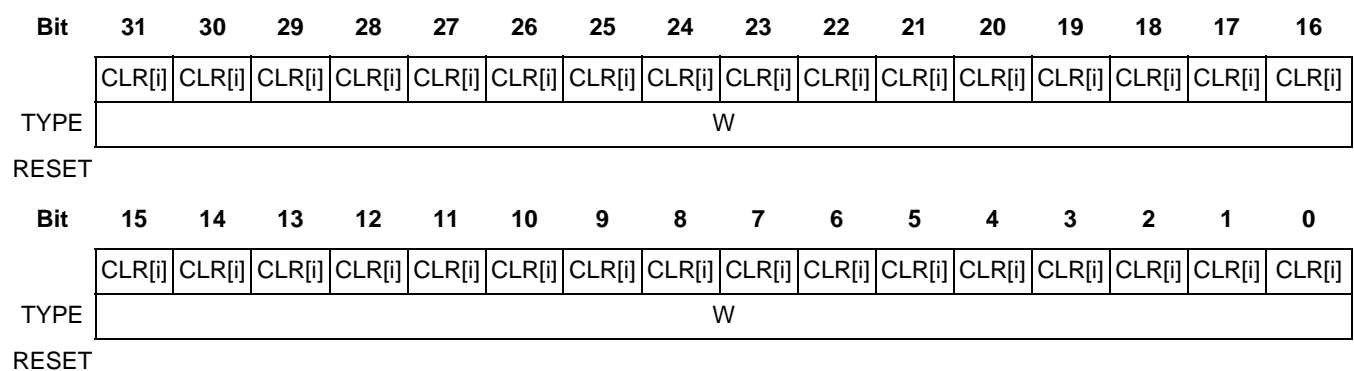 Bit 31 30 29 28 27 26 25 24 23 22 21 20 19 18 17 16
CLR[i] CLR[i] CLR[i] CLR[i] CLR[i] CLR[i] CLR[i] CLR[i] CLR[i] CLR[i] CLR[i] CLR[i] CLR[i] CLR[i] CLR[i] CLR[i]
TYPE W
RESET
Bit 15 14 13 12 11 10 9 8 7 6 5 4 3 2 1 0
CLR[i] CLR[i] CLR[i] CLR[i] CLR[i] CLR[i] CLR[i] CLR[i] CLR[i] CLR[i] CLR[i] CLR[i] CLR[i] CLR[i] CLR[i] CLR[i]
TYPE W
RESET